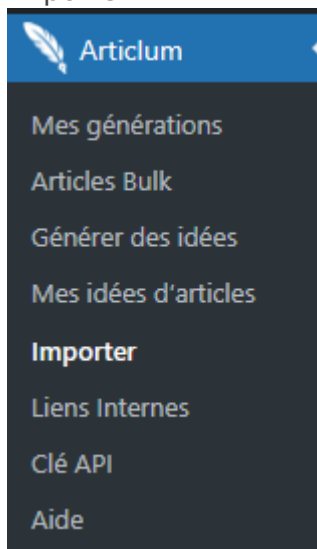 Articlum
Mes générations
Articles Bulk
Générer des idées
Mes idées d'articles
Importer
Liens Internes
Clé API
Aide